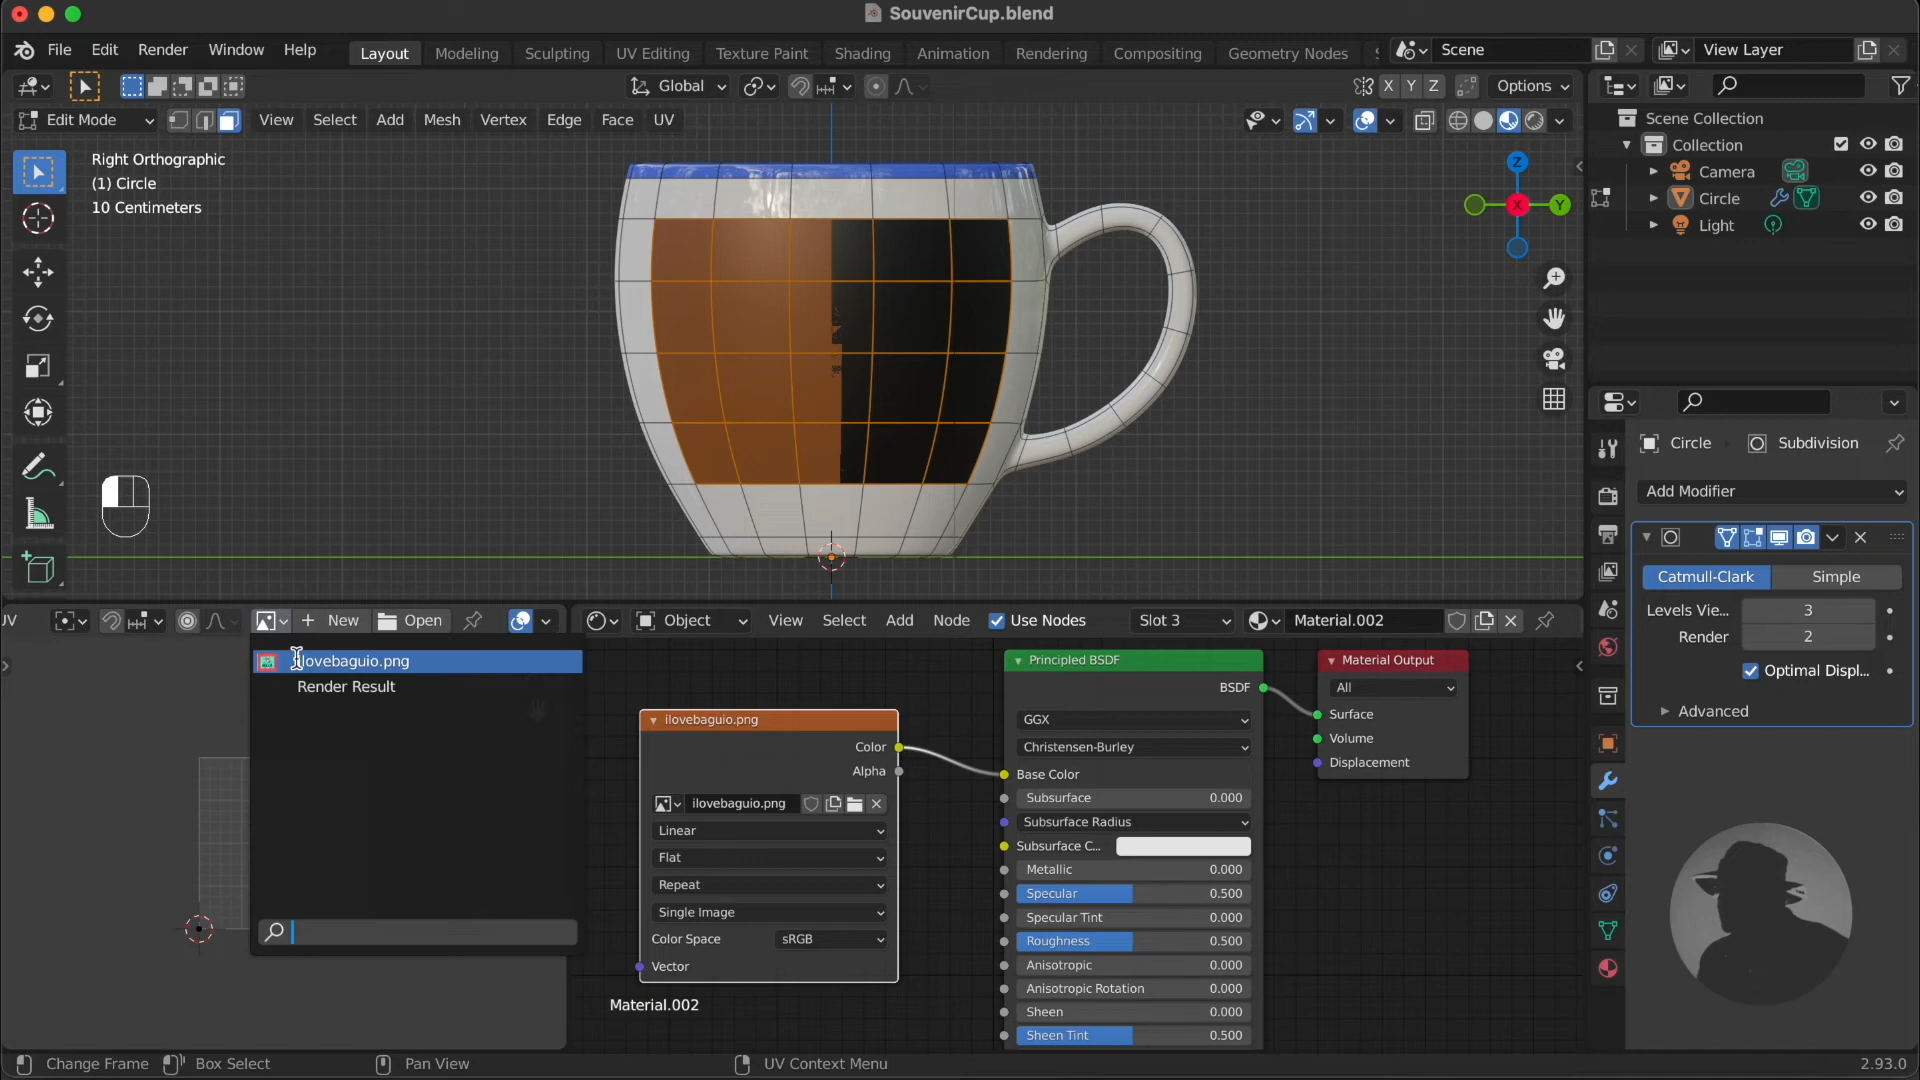 SouvenirCup.blend
File Edit Render Window Help Layout Modeling Sculpting UV Editing Texture Paint Shading Animation Rendering Compositing Geometry Nodes Scene View Layer
Global X Y Z Options
Edit Mode View Select Add Mesh Vertex Edge Face UV
Scene Collection
Collection
Camera
Circle
Light
Right Orthographic
(1) Circle
10 Centimeters
Z
X Y
Circle Subdivision
Add Modifier
Catmull-Clark Simple
Levels Vie... 3
Render 2
Optimal Displ...
Advanced
UV New Open Object View Select Add Node Use Nodes Slot 3 Material.002
ilovebaguio.png
Render Result
ilovebaguio.png
Color
Alpha
ilovebaguio.png
Linear
Flat
Repeat
Single Image
Color Space sRGB
Vector
Material.002
Principled BSDF
BSDF
GGX
Christensen-Burley
Base Color
Subsurface 0.000
Subsurface Radius
Subsurface C...
Metallic 0.000
Specular 0.500
Specular Tint 0.000
Roughness 0.500
Anisotropic 0.000
Anisotropic Rotation 0.000
Sheen 0.000
Sheen Tint 0.500
Material Output
All
Surface
Volume
Displacement
Change Frame Box Select Pan View UV Context Menu 2.93.0